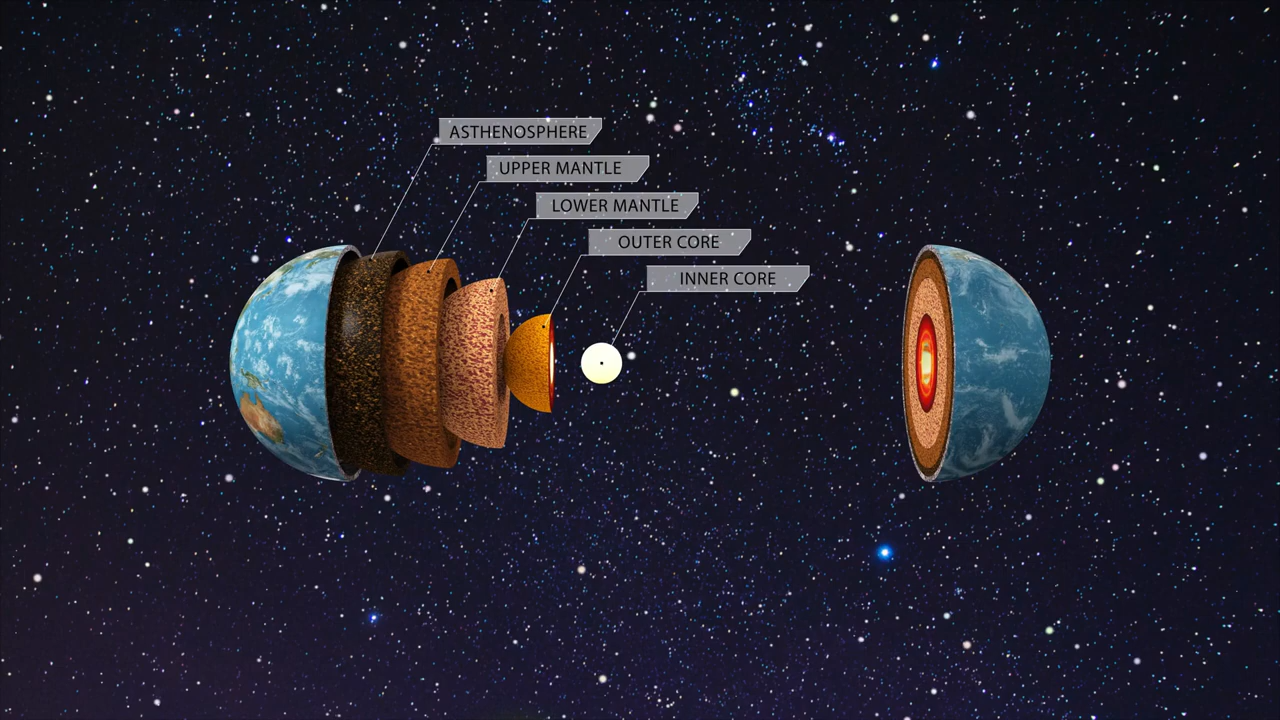 ASTHENOSPHERE
UPPER MANTLE
LOWER MANTLE
OUTER CORE
INNER CORE